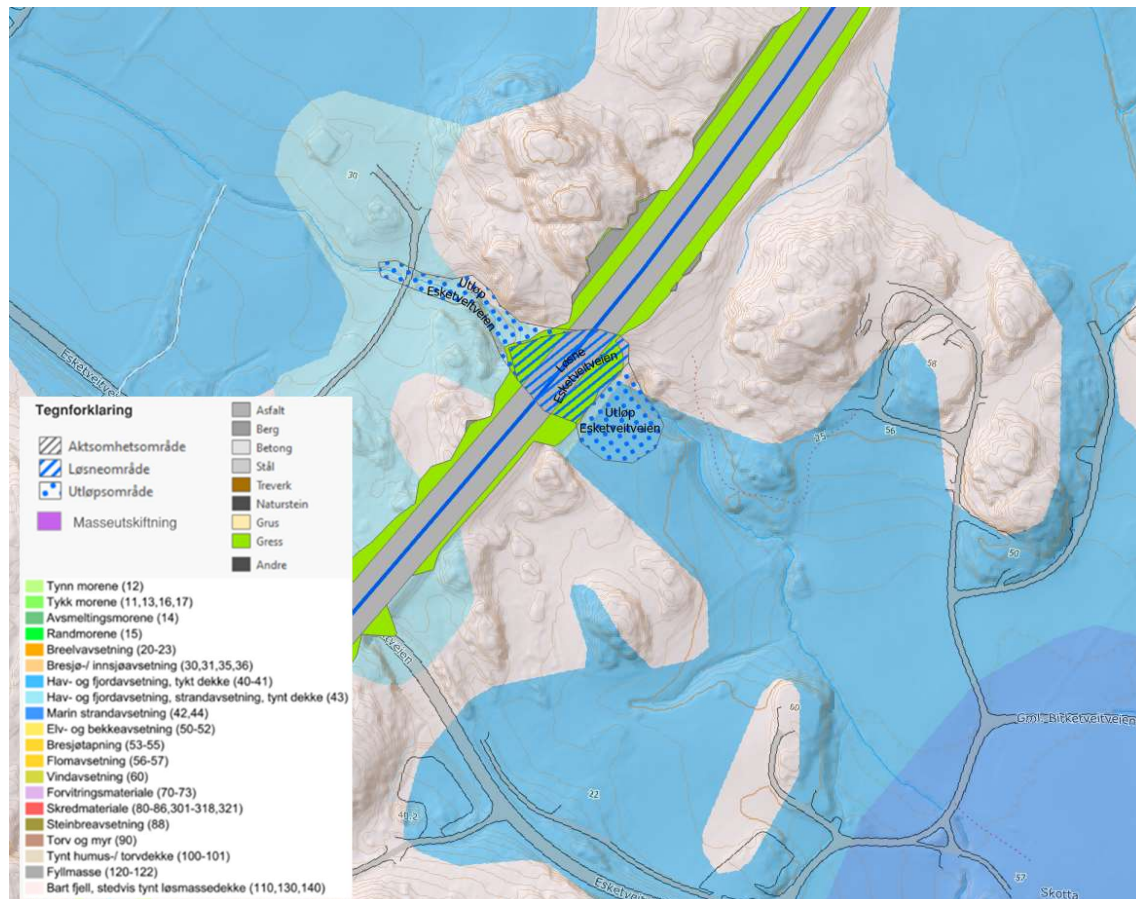 30
Utløp
Esketveitveien
Løsne
Esketveitveien
Utløp
Esketveitveien
58
56
50
60
22
57
Gml. Birketveitveien
Skotta
Tegnforklaring
Aktsomhetsområde
Løsneområde
Utløpsområde
Masseutskiftning
Asfalt
Berg
Betong
Stål
Treverk
Naturstein
Grus
Gress
Andre
Tynn morene (12)
Tykk morene (11,13,16,17)
Avsmeltingsmorene (14)
Randmorene (15)
Breelvavsetning (20-23)
Bresjø-/ innsjøavsetning (30,31,35,36)
Hav- og fjordavsetning, tykt dekke (40-41)
Hav- og fjordavsetning, strandavsetning, tynt dekke (43)
Marin strandavsetning (42,44)
Elv- og bekkeavsetning (50-52)
Bresjøtapning (53-55)
Flomavsetning (56-57)
Vindavsetning (60)
Forvitringsmateriale (70-73)
Skredmateriale (80-86,301-318,321)
Steinbreavsetning (88)
Torv og myr (90)
Tynt humus-/ torvdekke (100-101)
Fyllmasse (120-122)
Bart fjell, stedvis tynt løsmassedekke (110,130,140)